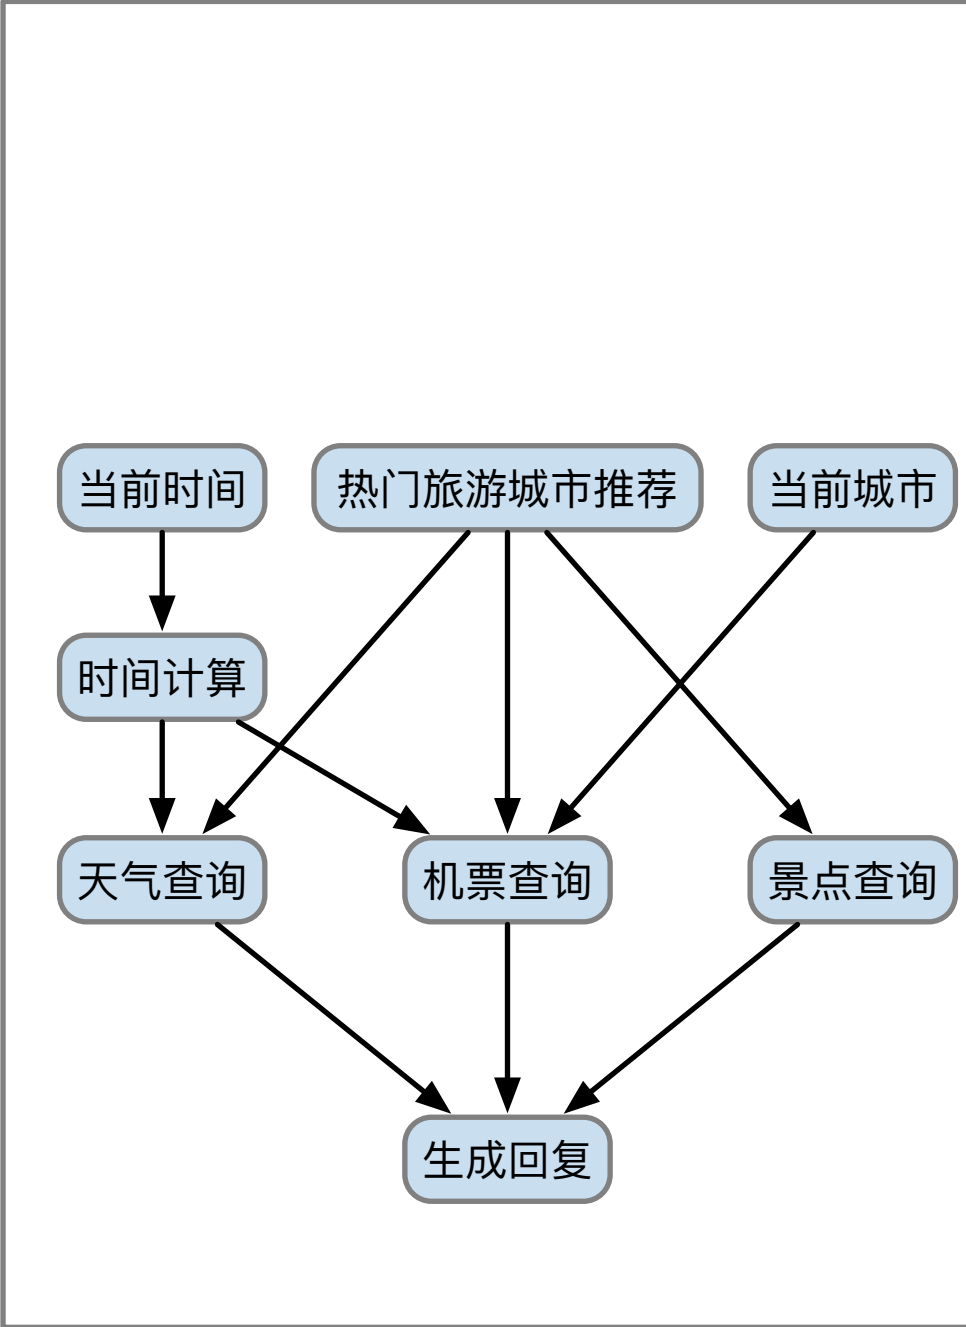 当前时间
热门旅游城市推荐
当前城市
时间计算
天气查询
机票查询
景点查询
生成回复